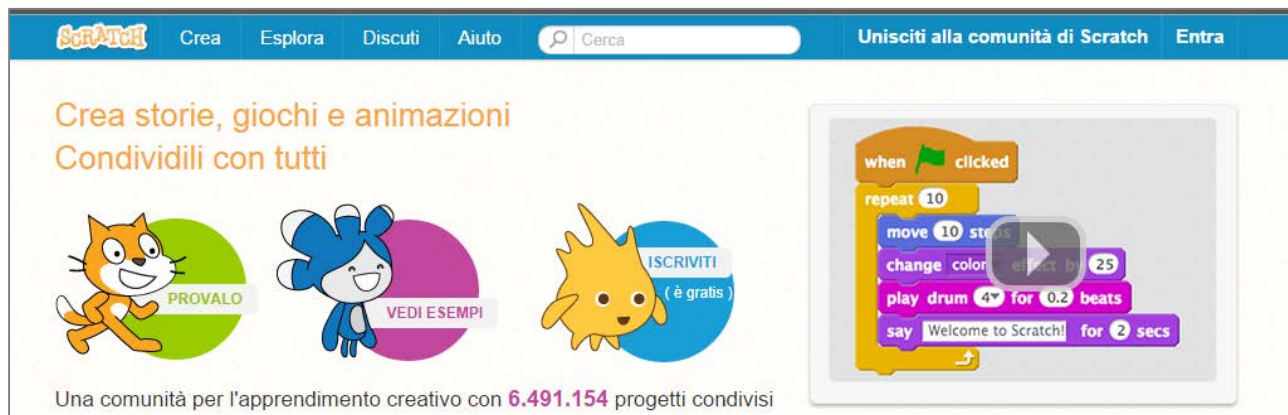 SCRATCH Crea Esplora Discuti Aiuto Cerca Unisciti alla comunità di Scratch Entra
Crea storie, giochi e animazioni
Condividili con tutti
PROVALO
VEDI ESEMPI
ISCRIVITI
( è gratis )
when clicked
repeat 10
move 10 steps
change color effect by 25
play drum 4 for 0.2 beats
say Welcome to Scratch! for 2 secs
Una comunità per l'apprendimento creativo con 6.491.154 progetti condivisi